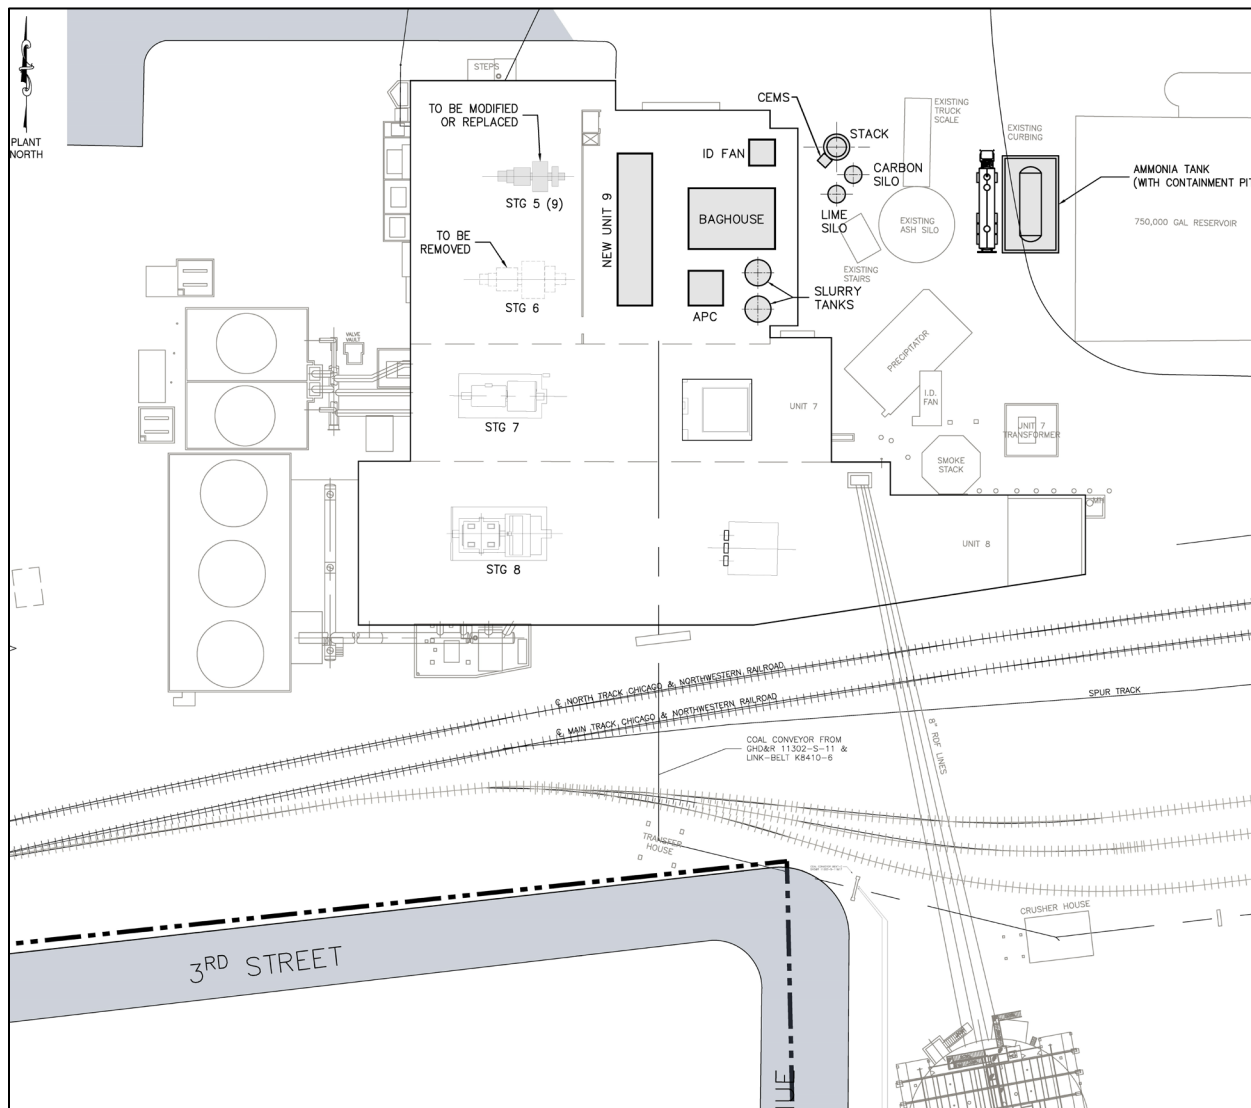 PLANT
NORTH
STEPS
TO BE MODIFIED
OR REPLACED
STG 5 (9)
TO BE
REMOVED
STG 6
NEW UNIT 9
CEMS
STACK
ID FAN
CARBON
SILO
LIME
SILO
BAGHOUSE
APC
SLURRY
TANKS
EXISTING
TRUCK
SCALE
EXISTING
CURBING
EXISTING
ASH SILO
EXISTING
STAIRS
AMMONIA TANK
(WITH CONTAINMENT PI
750,000 GAL RESERVOIR
VALVE
VAULT
PRECIPITATOR
I.D.
FAN
STG 7
UNIT 7
UNIT 7
TRANSFORMER
SMOKE
STACK
MH
STG 8
UNIT 8
℄ NORTH TRACK CHICAGO & NORTHWESTERN RAILROAD
℄ MAIN TRACK CHICAGO & NORTHWESTERN RAILROAD
SPUR TRACK
COAL CONVEYOR FROM
GHD&R 11302-S-11 &
LINK-BELT K8410-6
8" RDF LINES
TRANSFER
HOUSE
CRUSHER HOUSE
3RD STREET
UE